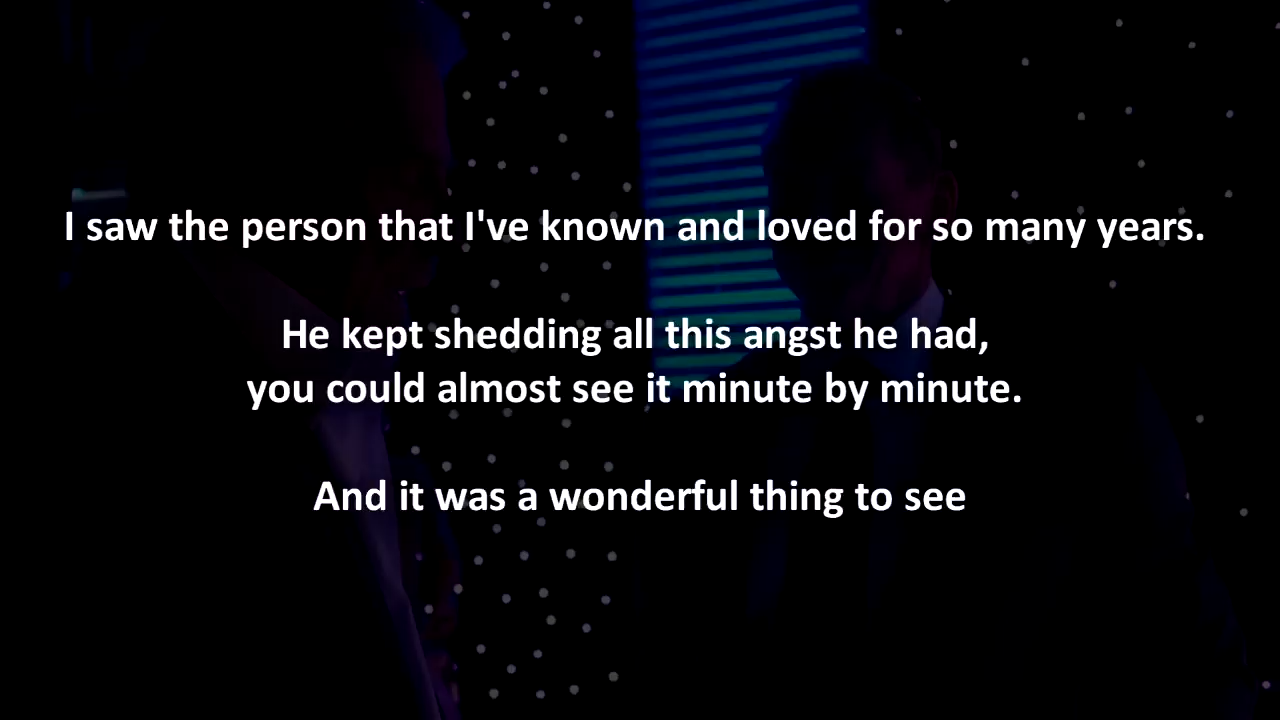 I saw the person that I've known and loved for so many years.
He kept shedding all this angst he had,
you could almost see it minute by minute.
And it was a wonderful thing to see